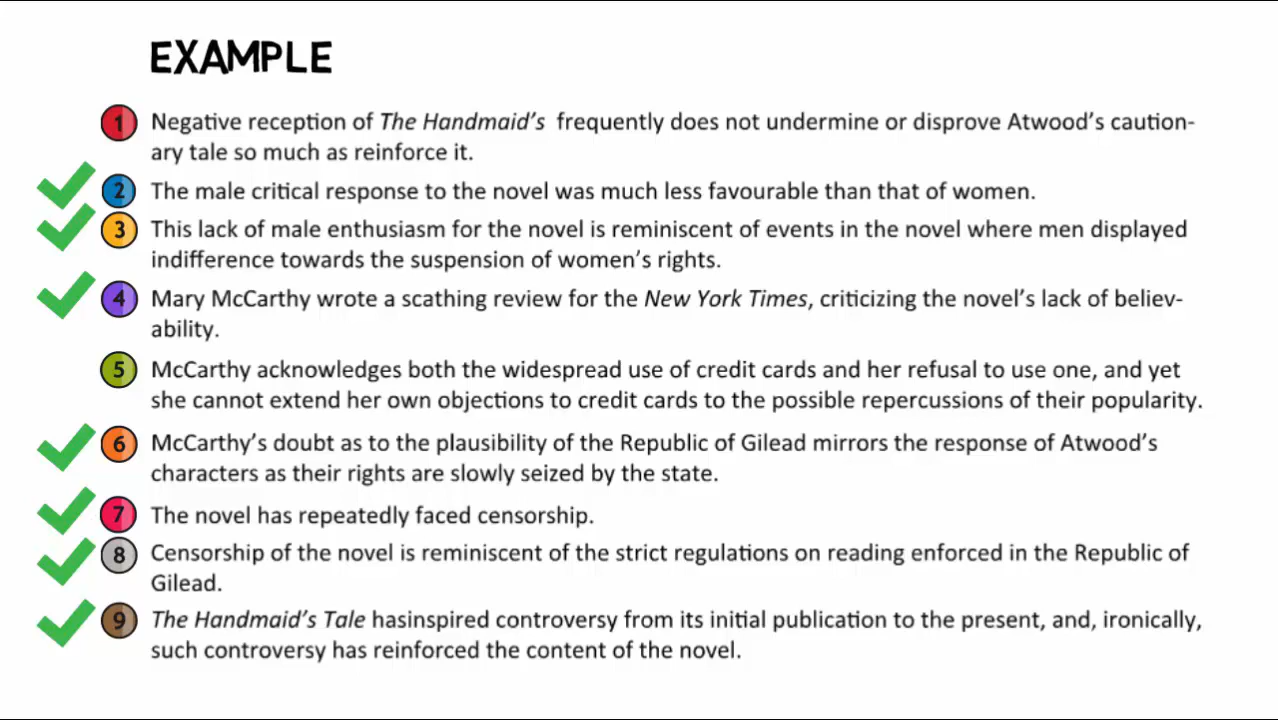 EXAMPLE
1 Negative reception of The Handmaid's frequently does not undermine or disprove Atwood's caution-
ary tale so much as reinforce it.
2 The male critical response to the novel was much less favourable than that of women.
3 This lack of male enthusiasm for the novel is reminiscent of events in the novel where men displayed
indifference towards the suspension of women's rights.
4 Mary McCarthy wrote a scathing review for the New York Times, criticizing the novel's lack of believ-
ability.
5 McCarthy acknowledges both the widespread use of credit cards and her refusal to use one, and yet
she cannot extend her own objections to credit cards to the possible repercussions of their popularity.
6 McCarthy's doubt as to the plausibility of the Republic of Gilead mirrors the response of Atwood's
characters as their rights are slowly seized by the state.
7 The novel has repeatedly faced censorship.
8 Censorship of the novel is reminiscent of the strict regulations on reading enforced in the Republic of
Gilead.
9 The Handmaid's Tale hasinspired controversy from its initial publication to the present, and, ironically,
such controversy has reinforced the content of the novel.